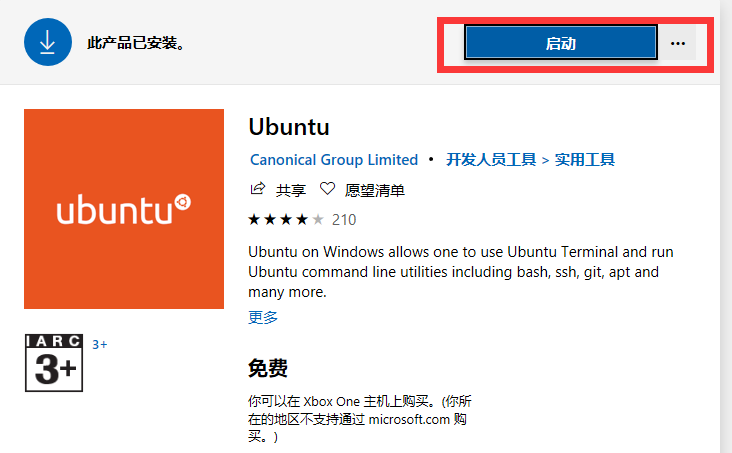 此产品已安装。
启动
...
Ubuntu
Canonical Group Limited • 开发人员工具 > 实用工具
共享 愿望清单
210
ubuntu
Ubuntu on Windows allows one to use Ubuntu Terminal and run
Ubuntu command line utilities including bash, ssh, git, apt and
many more.
更多
IARC
3+
3+
免费
你可以在 Xbox One 主机上购买。(你所
在的地区不支持通过 microsoft.com 购
买。)